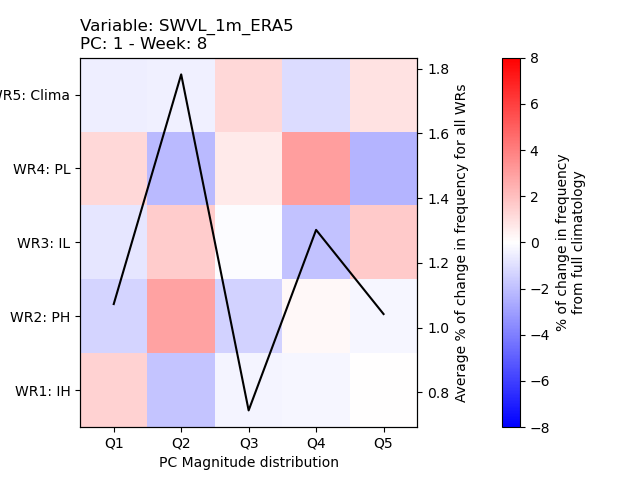 Variable: SWVL_1m_ERA5
PC: 1 - Week: 8
WR5: Clima
WR4: PL
WR3: IL
WR2: PH
WR1: IH
Q1 Q2 Q3 Q4 Q5
PC Magnitude distribution
1.8
1.6
1.4
1.2
1.0
0.8
Average % of change in frequency for all WRs
8
6
4
2
0
−2
−4
−6
−8
% of change in frequency
from full climatology